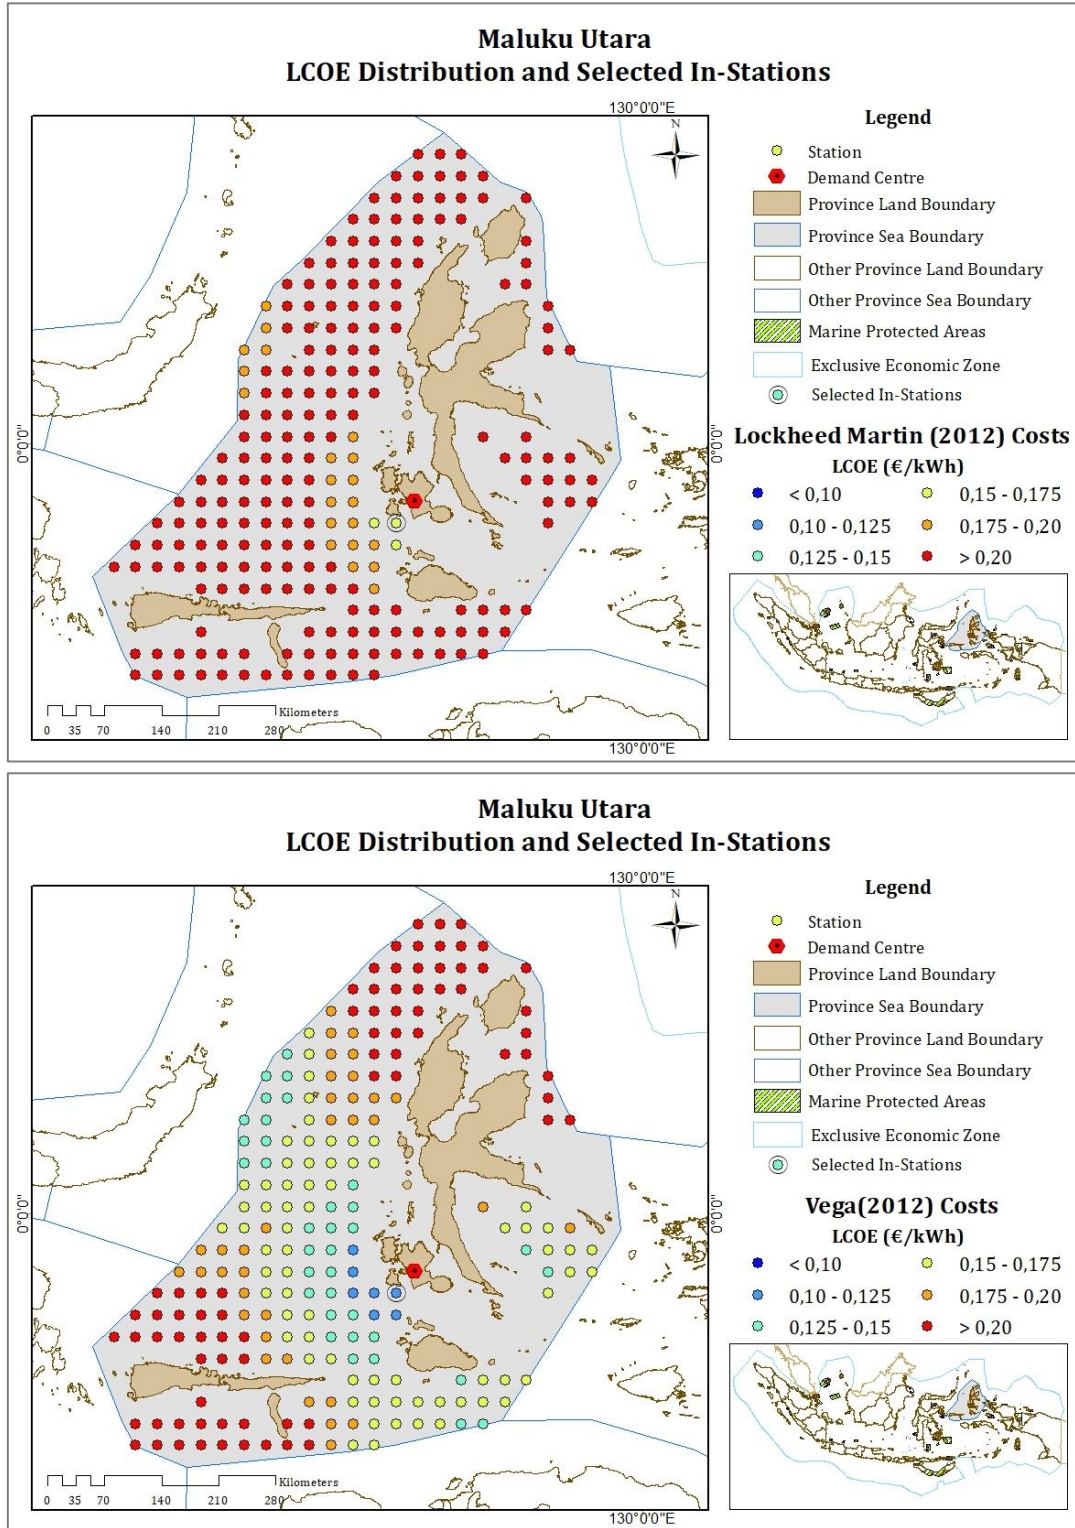 Maluku Utara
LCOE Distribution and Selected In-Stations
130°0'0"E
N
0°0'0"
0°0'0"
Kilometers
0 35 70 140 210 280
130°0'0"E
Legend
Station
Demand Centre
Province Land Boundary
Province Sea Boundary
Other Province Land Boundary
Other Province Sea Boundary
Marine Protected Areas
Exclusive Economic Zone
Selected In-Stations
Lockheed Martin (2012) Costs
LCOE (€/kWh)
< 0,10 0,15 - 0,175
0,10 - 0,125 0,175 - 0,20
0,125 - 0,15 > 0,20
Maluku Utara
LCOE Distribution and Selected In-Stations
130°0'0"E
N
0°0'0"
0°0'0"
Kilometers
0 35 70 140 210 280
130°0'0"E
Legend
Station
Demand Centre
Province Land Boundary
Province Sea Boundary
Other Province Land Boundary
Other Province Sea Boundary
Marine Protected Areas
Exclusive Economic Zone
Selected In-Stations
Vega(2012) Costs
LCOE (€/kWh)
< 0,10 0,15 - 0,175
0,10 - 0,125 0,175 - 0,20
0,125 - 0,15 > 0,20